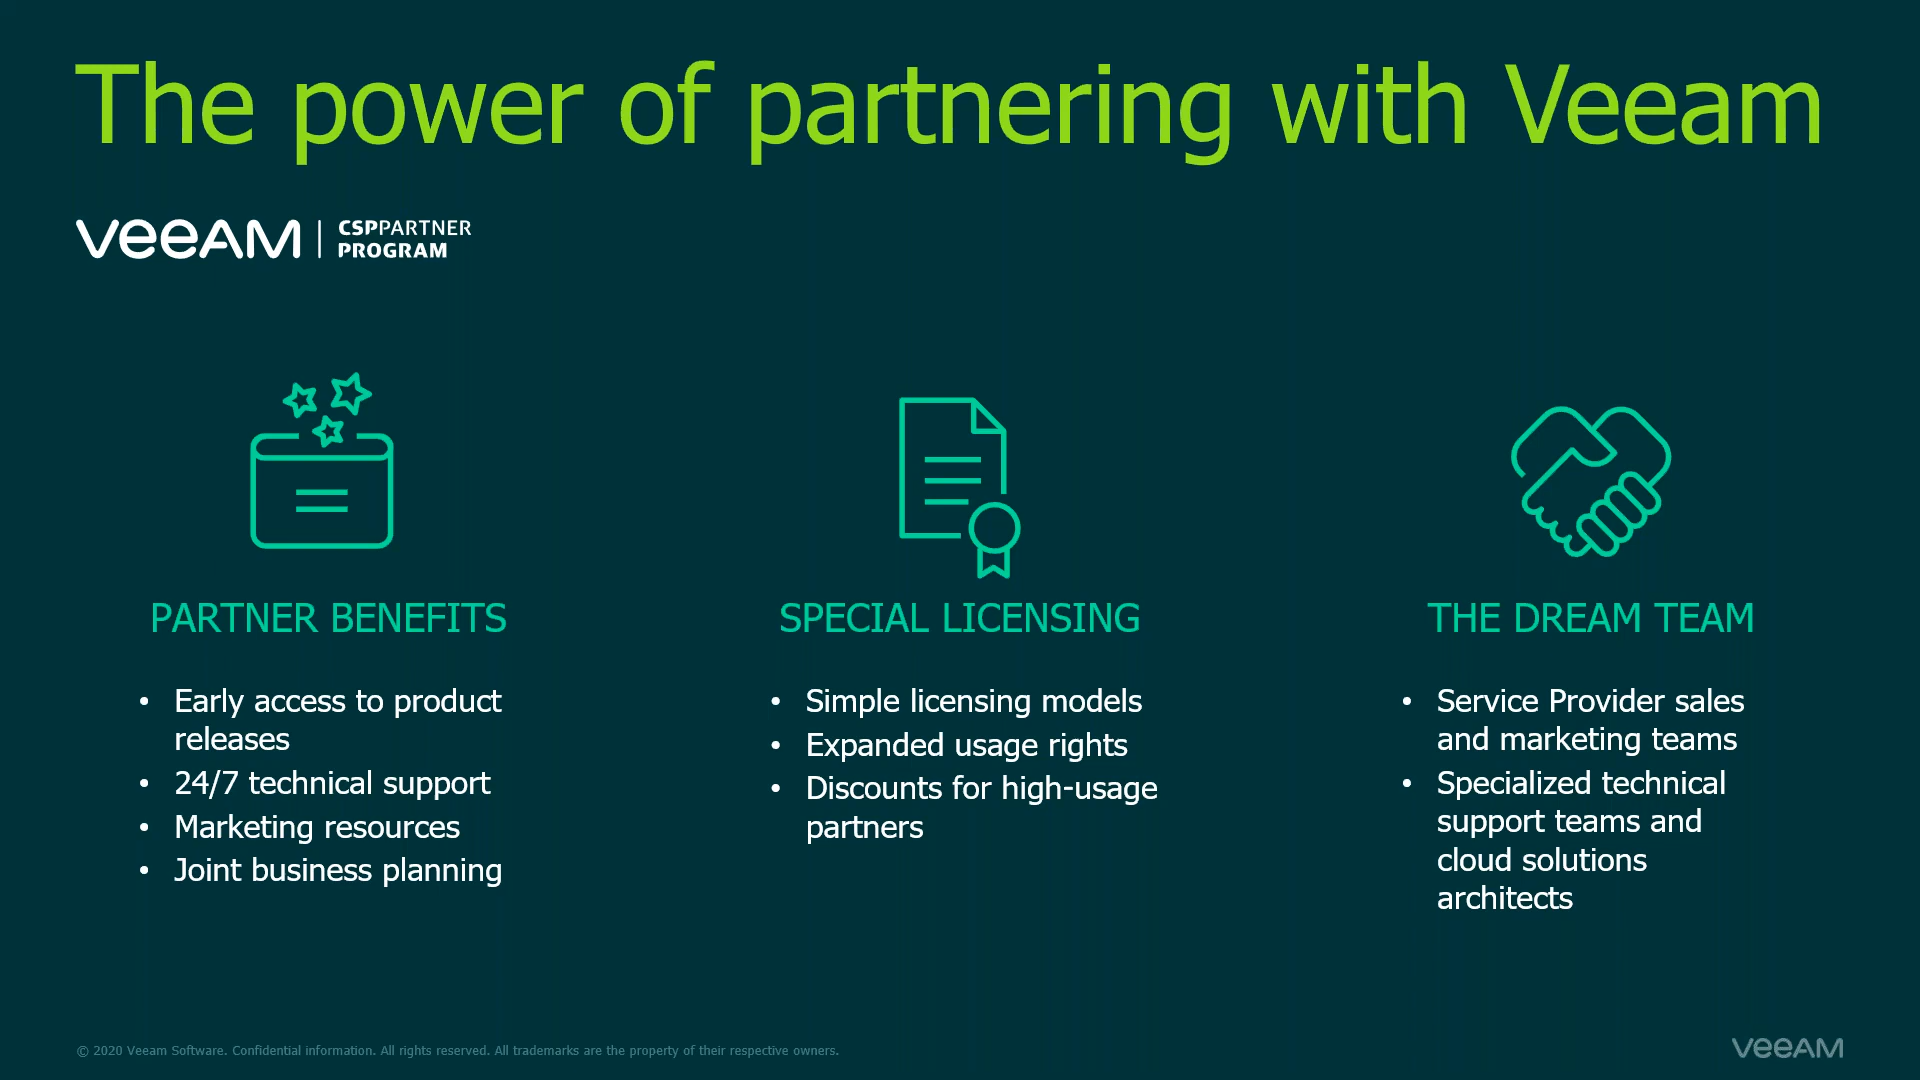 The power of partnering with Veeam
veeAM | CSPPARTNER
PROGRAM
PARTNER BENEFITS
• Early access to product
releases
• 24/7 technical support
• Marketing resources
• Joint business planning
SPECIAL LICENSING
• Simple licensing models
• Expanded usage rights
• Discounts for high-usage
partners
THE DREAM TEAM
• Service Provider sales
and marketing teams
• Specialized technical
support teams and
cloud solutions
architects
© 2020 Veeam Software. Confidential information. All rights reserved. All trademarks are the property of their respective owners.
veeAM